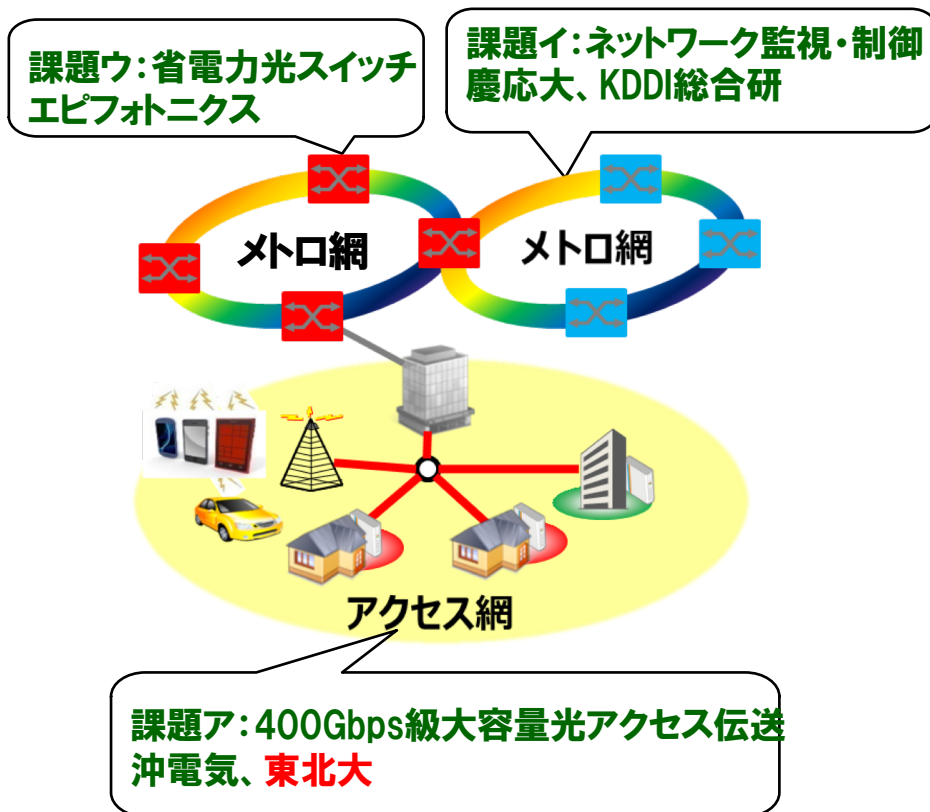 課題ウ:省電力光スイッチ
エピフォトニクス
課題イ:ネットワーク監視・制御
慶応大、KDDI総合研
メトロ網
メトロ網
アクセス網
課題ア:400Gbps級大容量光アクセス伝送
沖電気、東北大